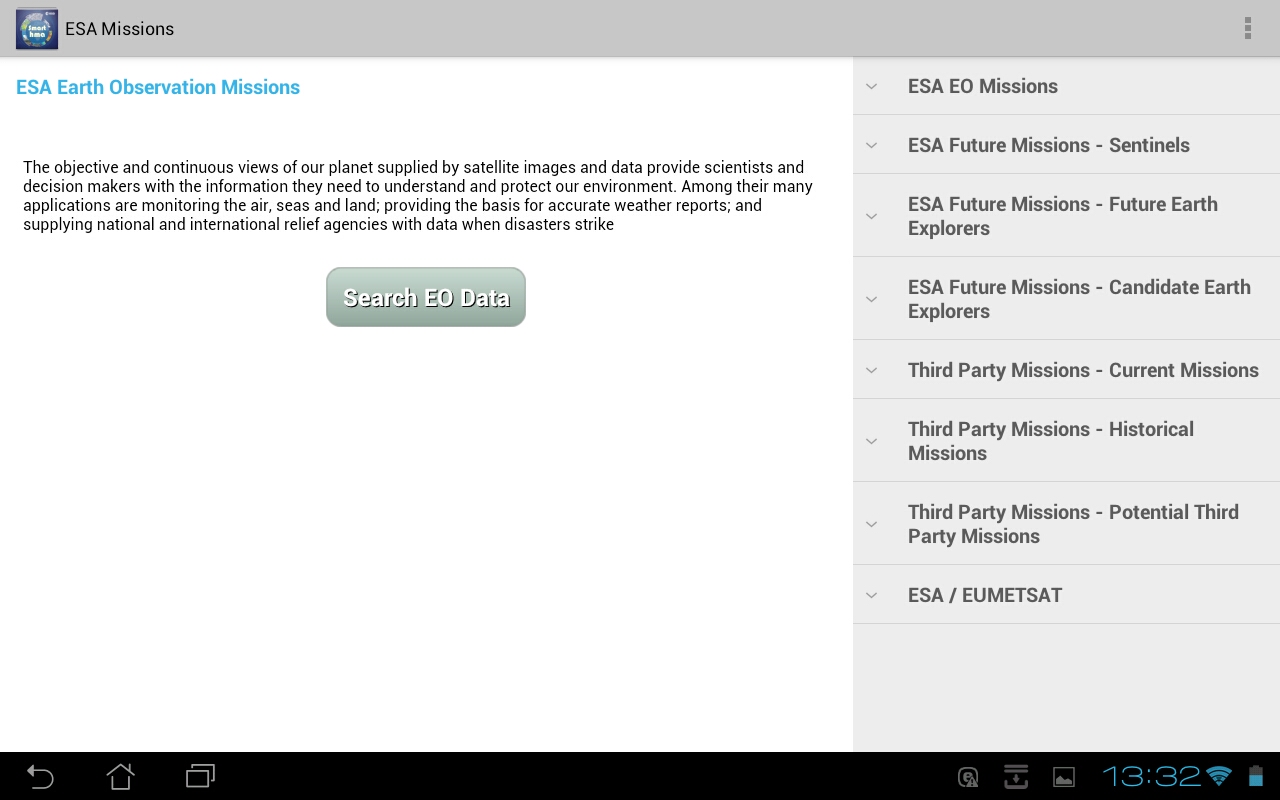 Smart
hma
ESA Missions
ESA Earth Observation Missions
The objective and continuous views of our planet supplied by satellite images and data provide scientists and
decision makers with the information they need to understand and protect our environment. Among their many
applications are monitoring the air, seas and land; providing the basis for accurate weather reports; and
supplying national and international relief agencies with data when disasters strike
Search EO Data
ESA EO Missions
ESA Future Missions - Sentinels
ESA Future Missions - Future Earth
Explorers
ESA Future Missions - Candidate Earth
Explorers
Third Party Missions - Current Missions
Third Party Missions - Historical
Missions
Third Party Missions - Potential Third
Party Missions
ESA / EUMETSAT
13:32